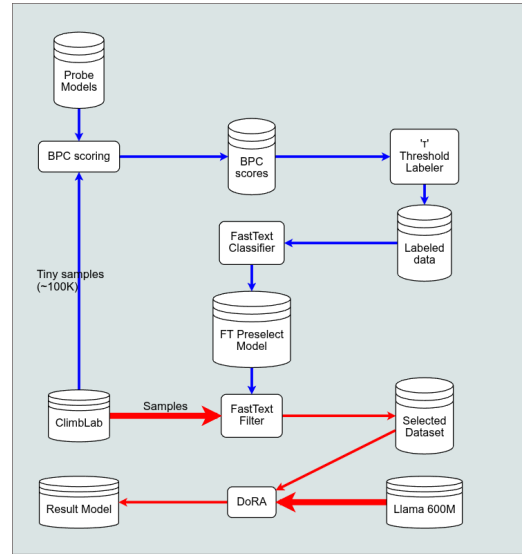 Probe
Models
BPC scoring
BPC
scores
'τ'
Threshold
Labeler
FastText
Classifier
Labeled
data
Tiny samples
(~100K)
FT Preselect
Model
ClimbLab
Samples
FastText
Filter
Selected
Dataset
Result Model
DoRA
Llama 600M